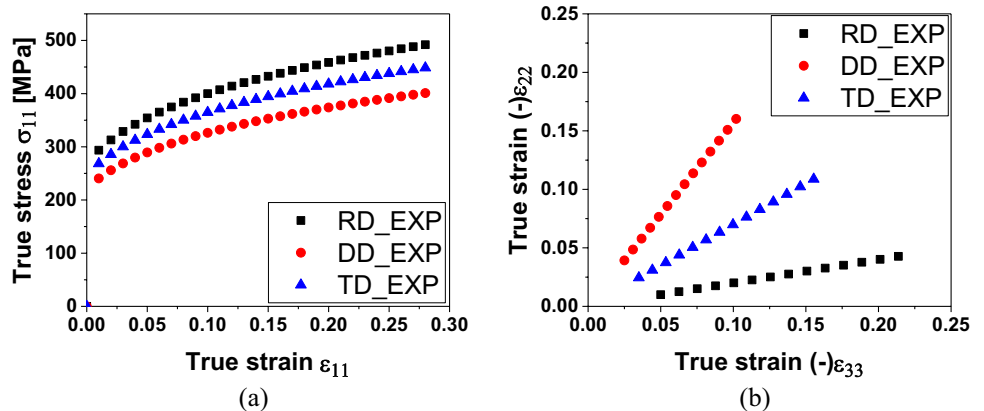 True stress σ11 [MPa]
500
400
300
200
100
0
RD_EXP
DD_EXP
TD_EXP
0.00 0.05 0.10 0.15 0.20 0.25 0.30
True strain ε11
(a)
True strain (-)ε22
0.25
0.20
0.15
0.10
0.05
0.00
RD_EXP
DD_EXP
TD_EXP
0.00 0.05 0.10 0.15 0.20 0.25
True strain (-)ε33
(b)